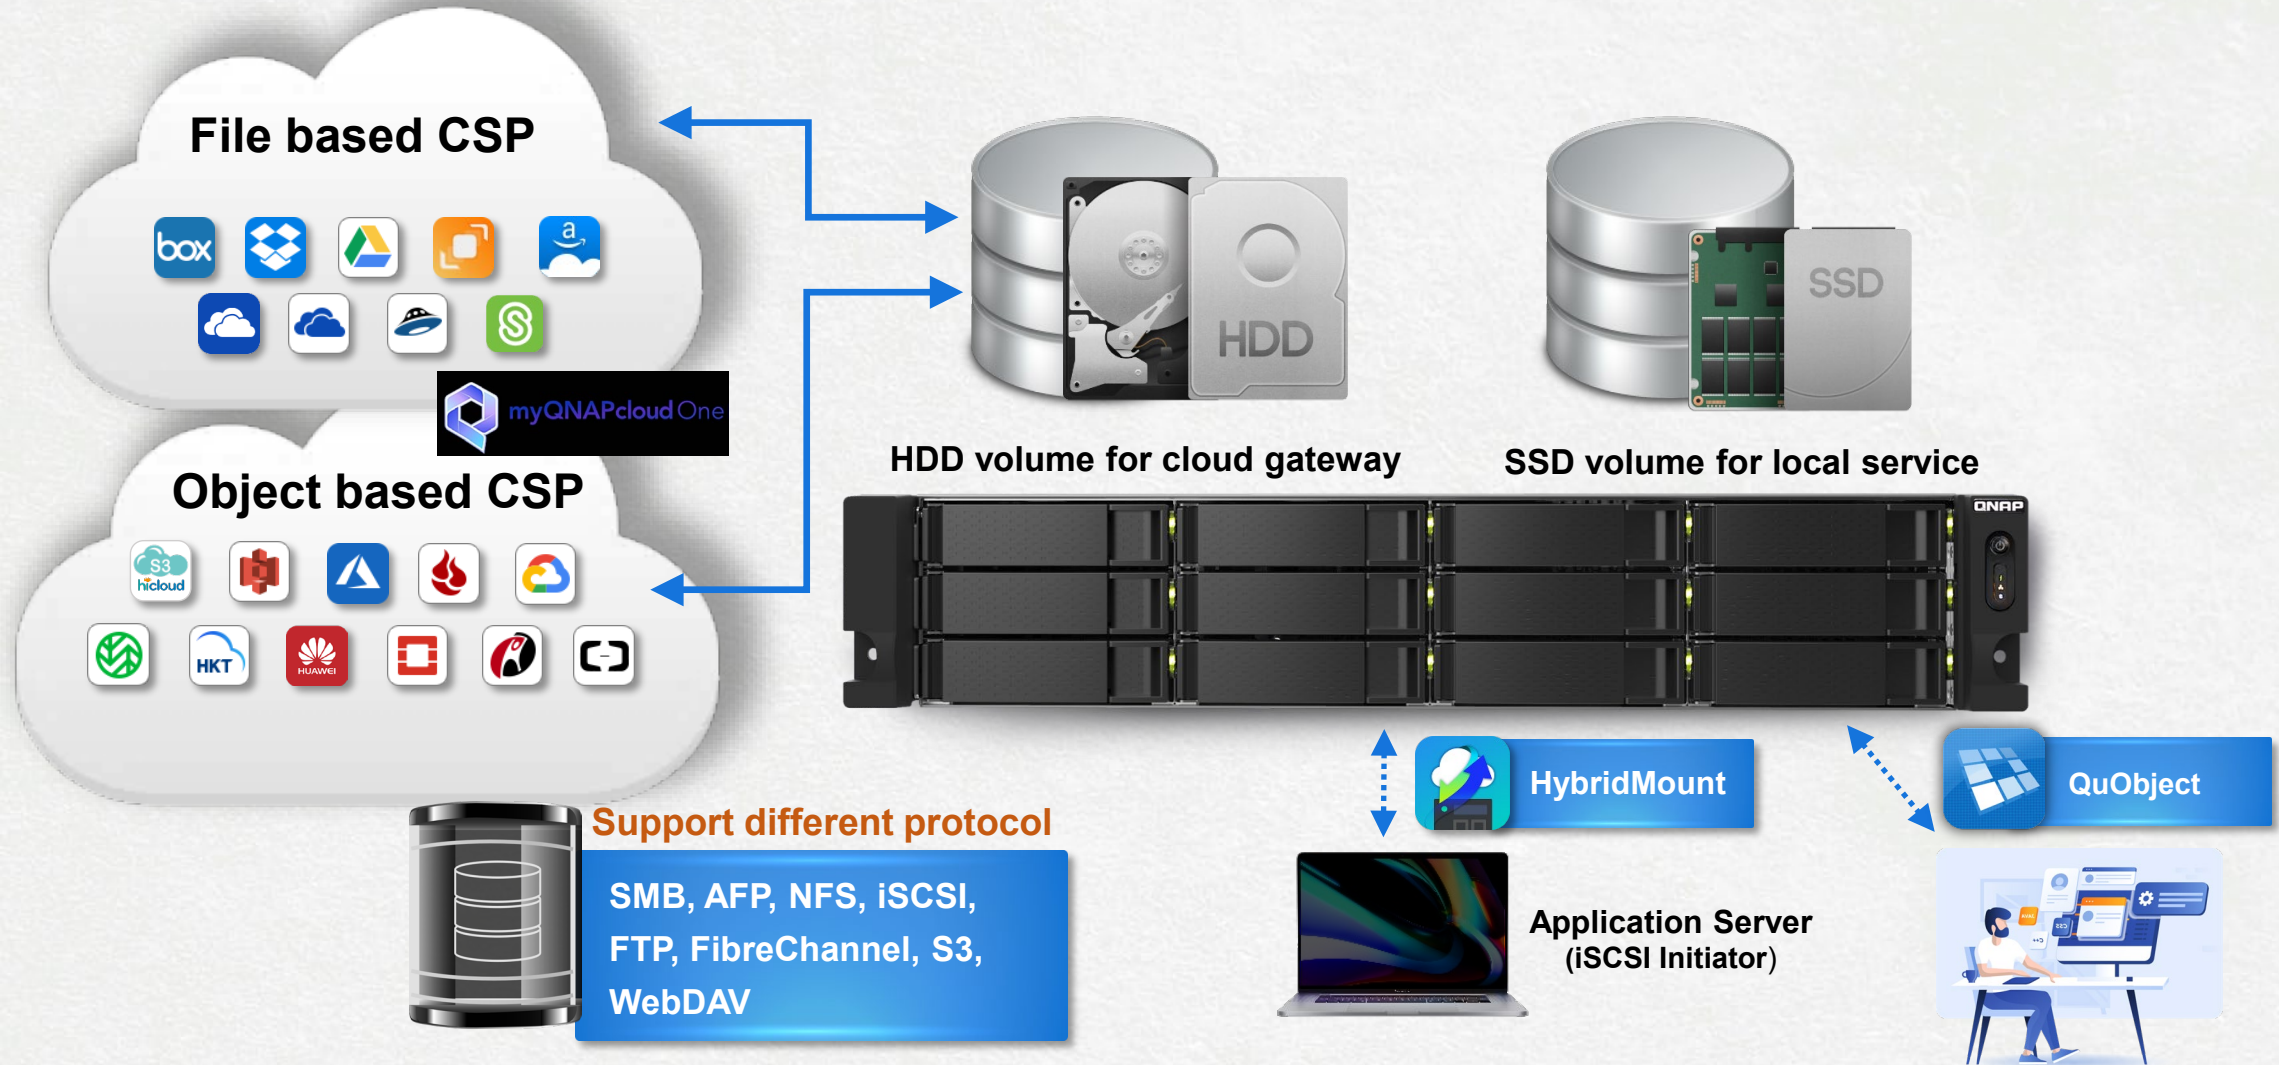 File based CSP
box
a
myQNAPcloud One
Object based CSP
S3
hicloud
HKT
HUAWEI
HDD
SSD
HDD volume for cloud gateway
SSD volume for local service
QNAP
HybridMount
QuObject
Support different protocol
SMB, AFP, NFS, iSCSI,
FTP, FibreChannel, S3,
WebDAV
Application Server
(iSCSI Initiator)